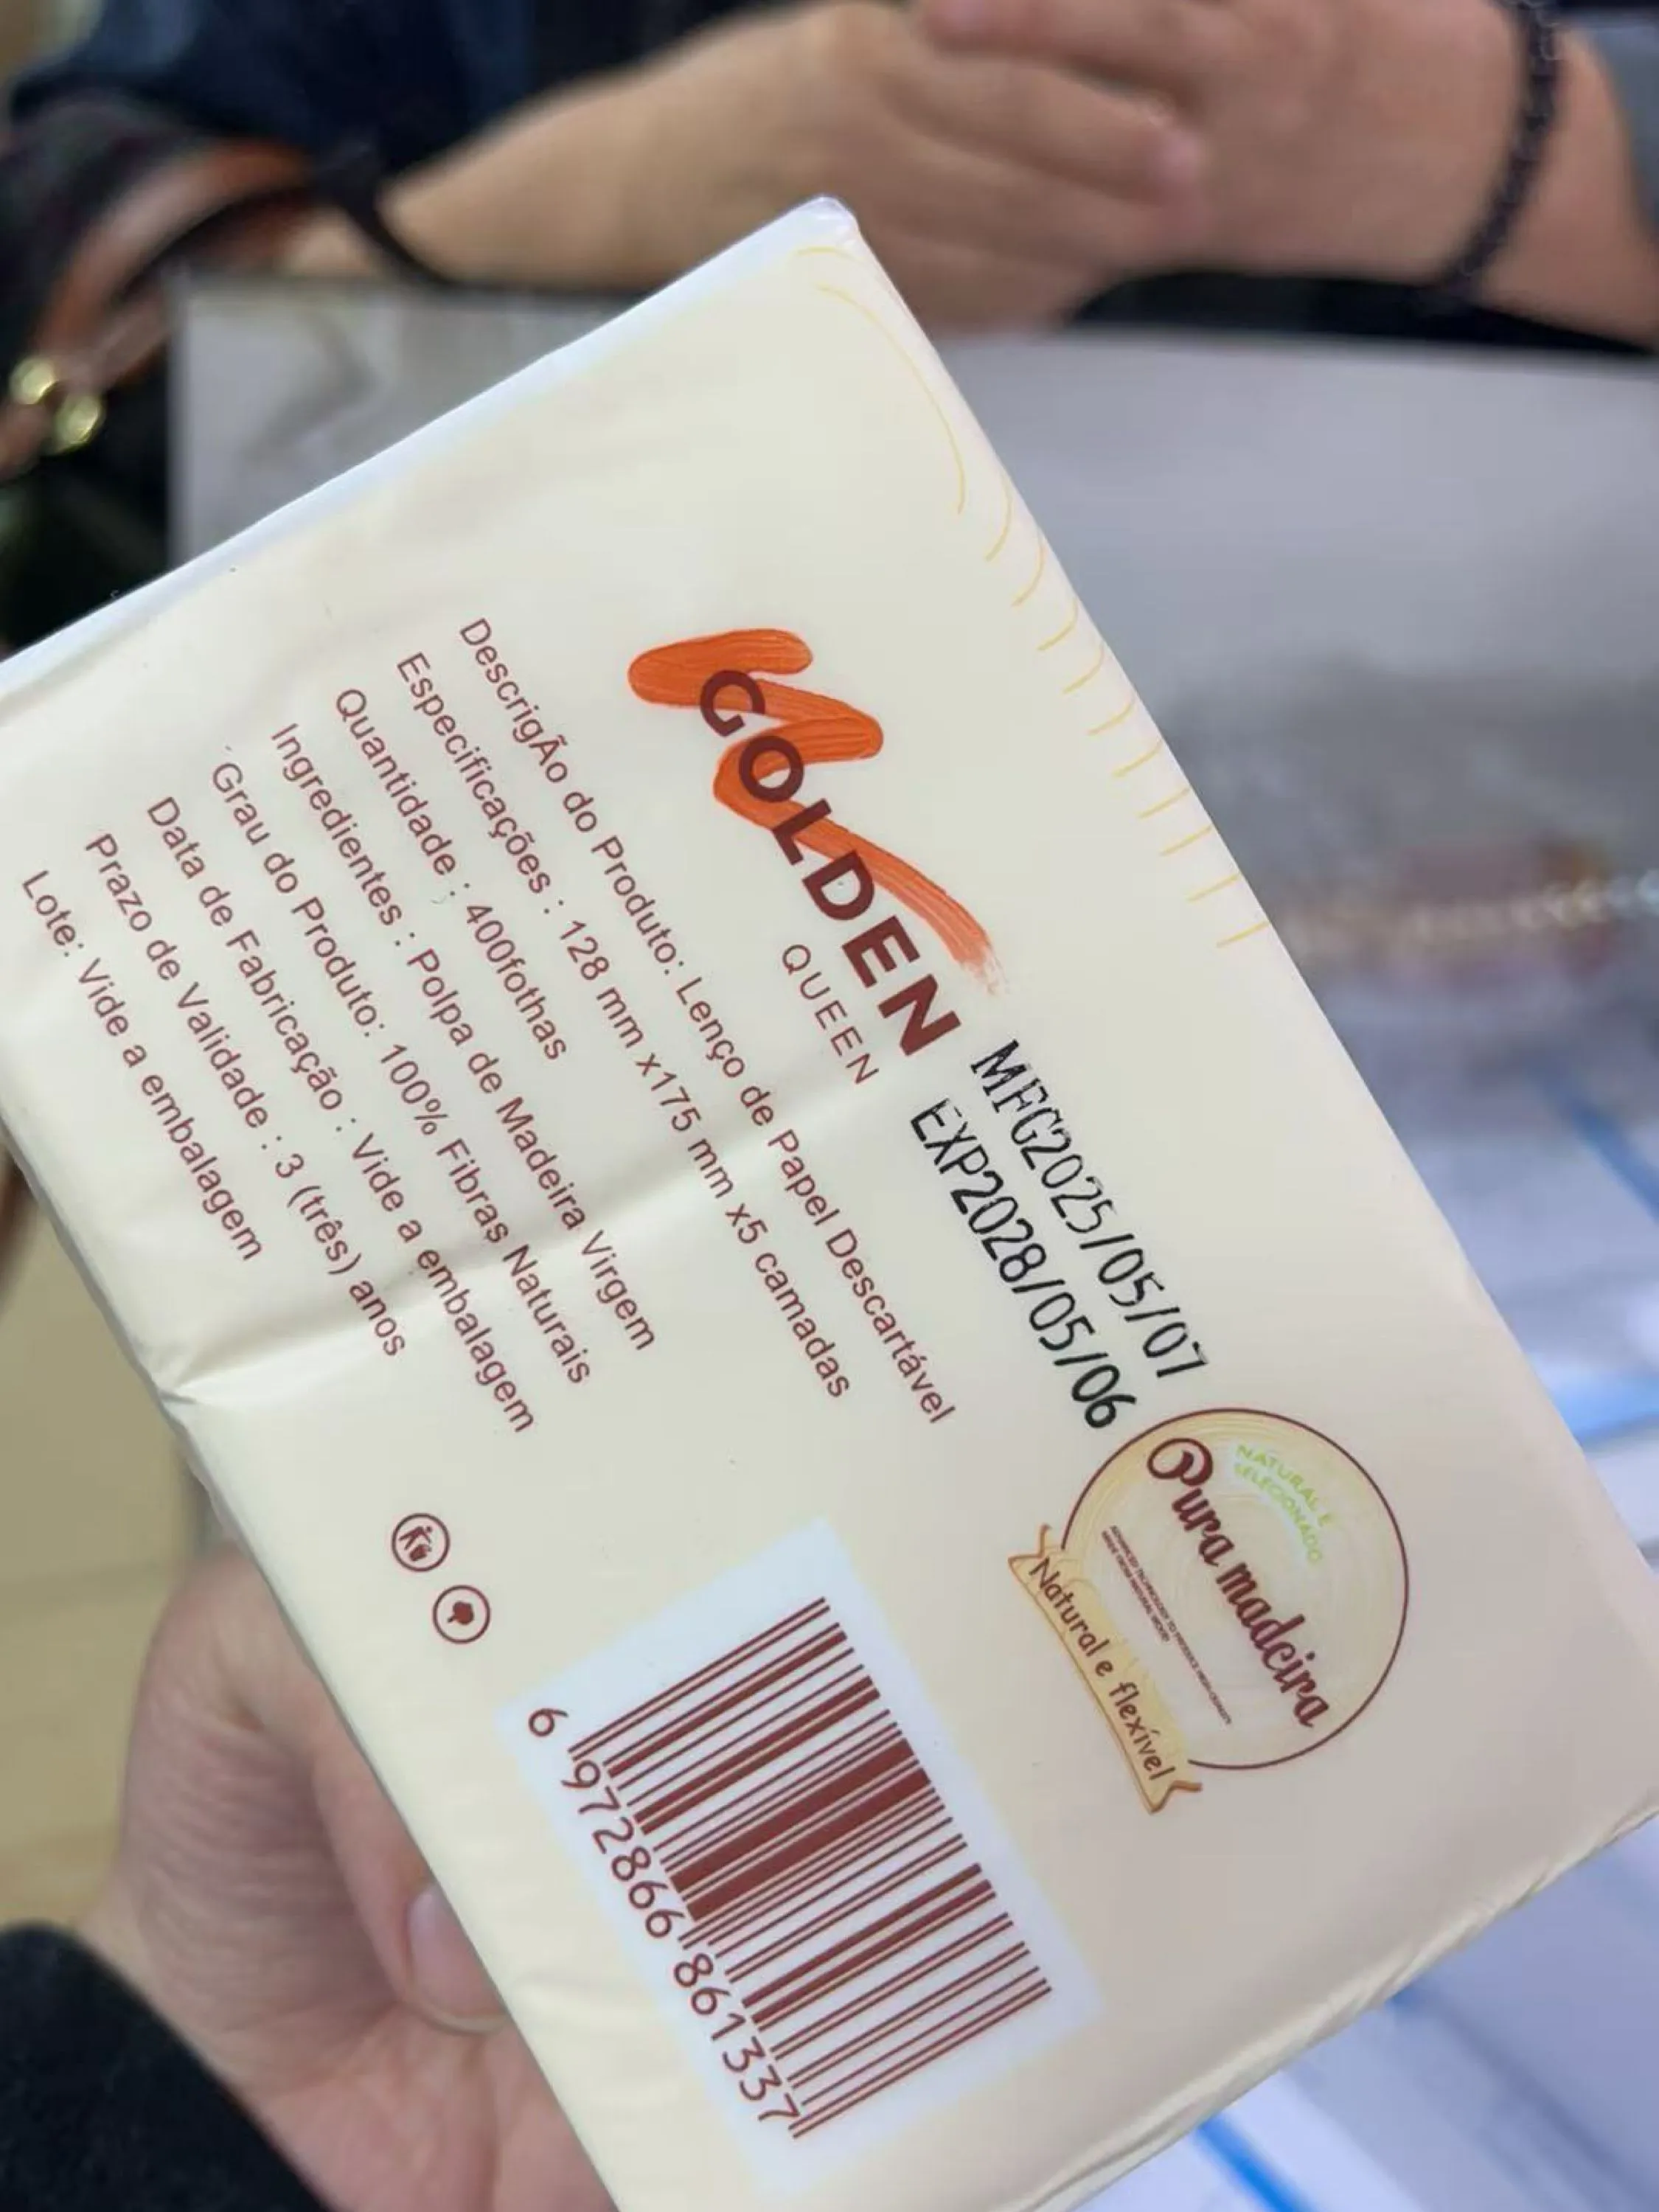 GOLDEN
QUEEN
MFG2025/05/07
EXP2028/05/06
DescrigÃo do Produto: Lenço de Papel Descartável
Especificações : 128 mm x175 mm x5 camadas
Quantidade : 400fothas
Ingredientes : Polpa de Madeira Virgem
Grau do Produto: 100% Fibras Naturais
Data de Fabricação : Vide a embalagem
Prazo de Validade : 3 (três) anos
Lote: Vide a embalagem
NATURAL E
SELECIONADO
Pura madeira
Natural e flexível
6 972866 861337